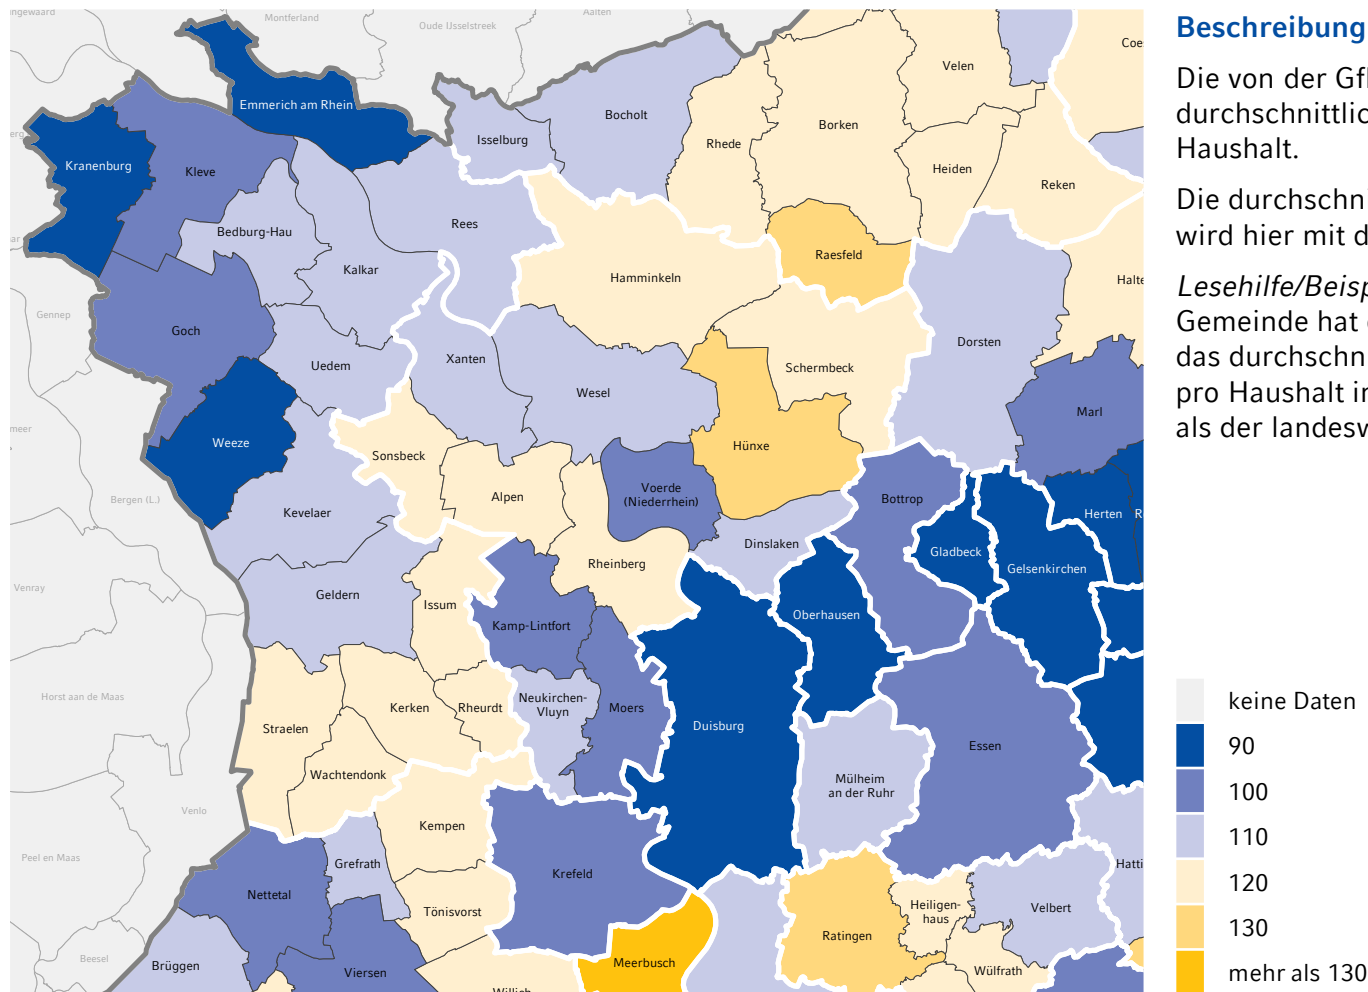 Montferland
Oude IJsselstreek
Aalten
Velen
Emmerich am Rhein
Bocholt
Borken
Isselburg
Rhede
Kranenburg
Kleve
Heiden
Reken
Bedburg-Hau
Rees
Raesfeld
Kalkar
Hamminkeln
Gennep
Goch
Dorsten
Xanten
Uedem
Schermbeck
Wesel
Marl
Weeze
Hünxe
Sonsbeck
Voerde
(Niederrhein)
Alpen
Bottrop
Bergen (L.)
Kevelaer
Herten
Dinslaken
Gladbeck
Rheinberg
Gelsenkirchen
Venray
Geldern
Issum
Oberhausen
Kamp-Lintfort
Horst aan de Maas
Neukirchen-
Vluyn
Kerken
Rheurdt
Moers
Straelen
Duisburg
Essen
Wachtendonk
Mülheim
an der Ruhr
Venlo
Kempen
Peel en Maas
Grefrath
Krefeld
Nettetal
Tönisvorst
Heiligen-
haus
Velbert
Ratingen
Beesel
Brüggen
Viersen
Meerbusch
Wülfrath
Beschreibung
Die von der Gf
durchschnittlic
Haushalt.
Die durchschn
wird hier mit d
Lesehilfe/Beisp
Gemeinde hat
das durchschn
pro Haushalt i
als der landesw
keine Daten
90
100
110
120
130
mehr als 130